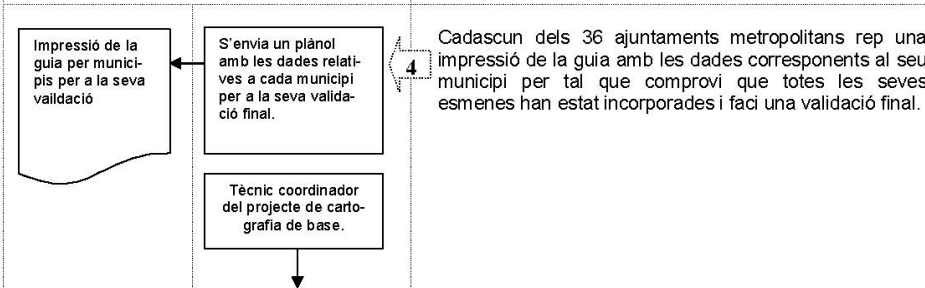 Impressió de la
guia per munici-
pis per a la seva
vaildació
S'envia un plànol
amb les dades relati-
ves a cada municipi
per a la seva valida-
ció final.
4
Cadascun dels 36 ajuntaments metropolitans rep una
impressió de la guia amb les dades corresponents al seu
municipi per tal que comprovi que totes les seves
esmenes han estat incorporades i faci una validació final.
Tècnic coordinador
del projecte de carto-
grafia de base.